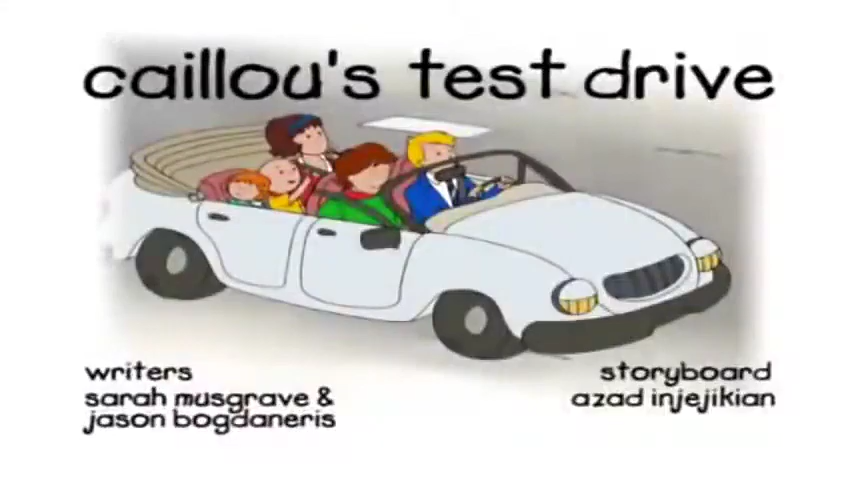 caillou's test drive
writers
sarah musgrave &
jason bogdaneris
storyboard
azad injejikian